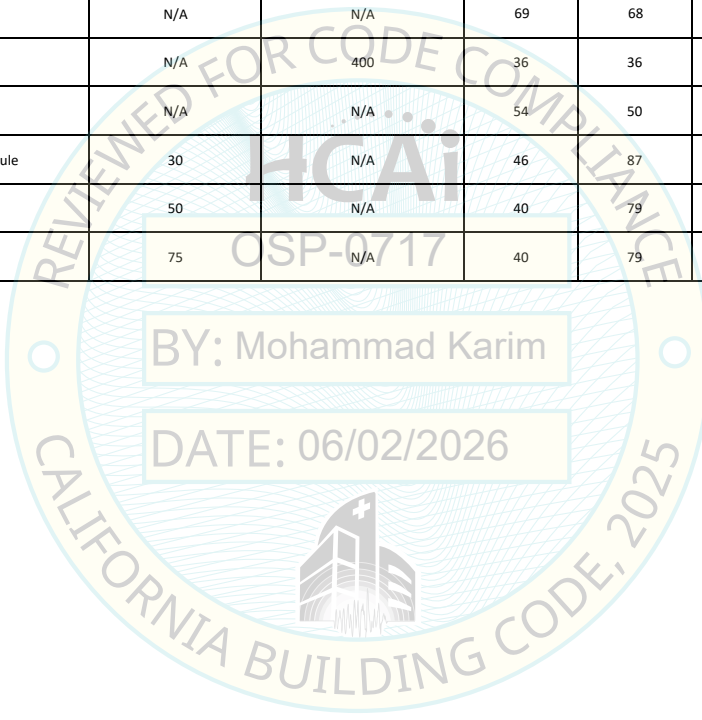 N/A N/A 69 68
N/A 400 36 36
N/A N/A 54 50
ule 30 N/A 46 87
50 N/A 40 79
75 N/A 40 79
REVIEWED FOR CODE COMPLIANCE
HCAi
OSP-0717
BY: Mohammad Karim
DATE: 06/02/2026
CALIFORNIA BUILDING CODE, 2025